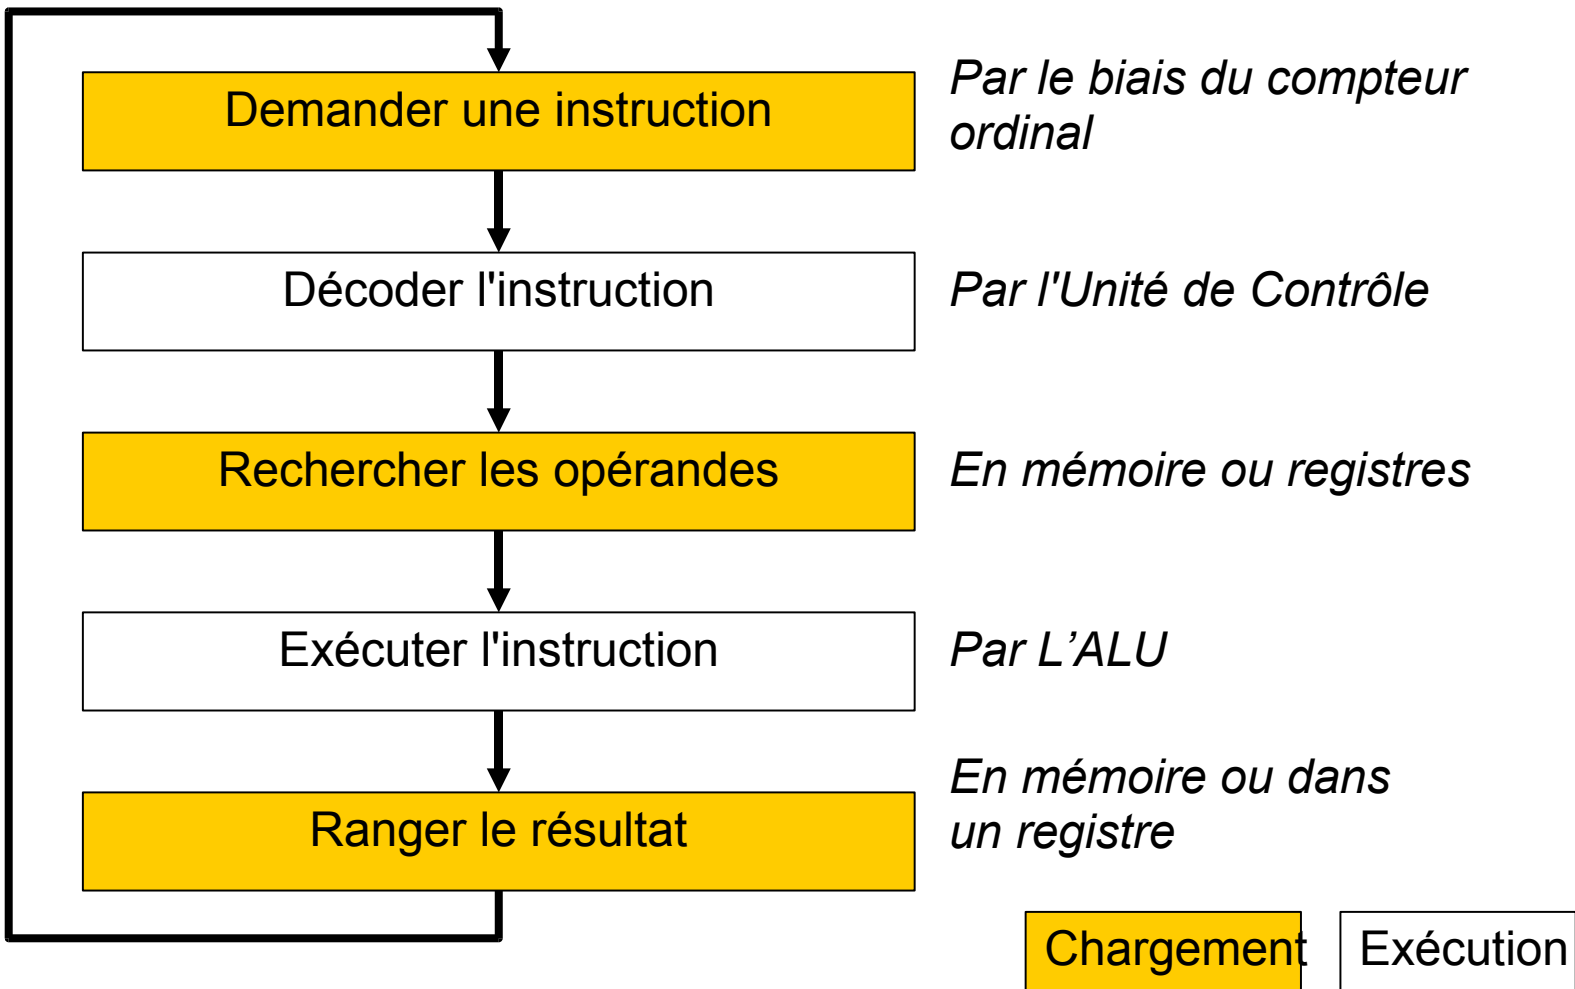 Demander une instruction
Par le biais du compteur
ordinal
Décoder l'instruction
Par l'Unité de Contrôle
Rechercher les opérandes
En mémoire ou registres
Exécuter l'instruction
Par L’ALU
Ranger le résultat
En mémoire ou dans
un registre
Chargement
Exécution